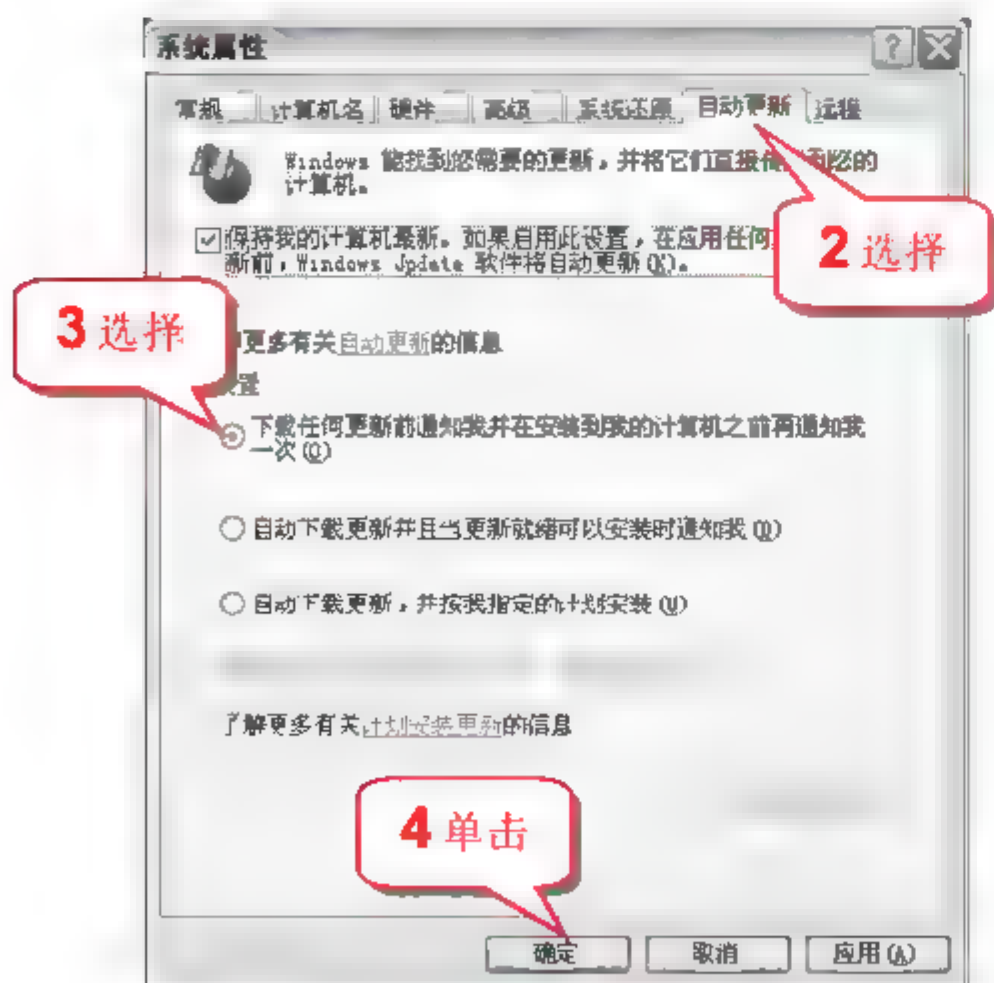 系统属性
常规 计算机名 硬件 高级 系统还原 自动更新 远程
Windows 能找到您需要的更新，并将它们直接 到您的
计算机。
保持我的计算机最新。如果启用此设置，在应用任何
新前，Windows Update 软件将自动更新(K)。
2 选择
3 选择
更多有关自动更新的信息
置
下载任何更新前通知我并在安装到我的计算机之前再通知我
一次(O)
自动下载更新并且当更新就绪可以安装时通知我
自动下载更新，并按我指定的计划安装(U)
了解更多有关计划安装更新的信息
4 单击
确定 取消 应用(A)